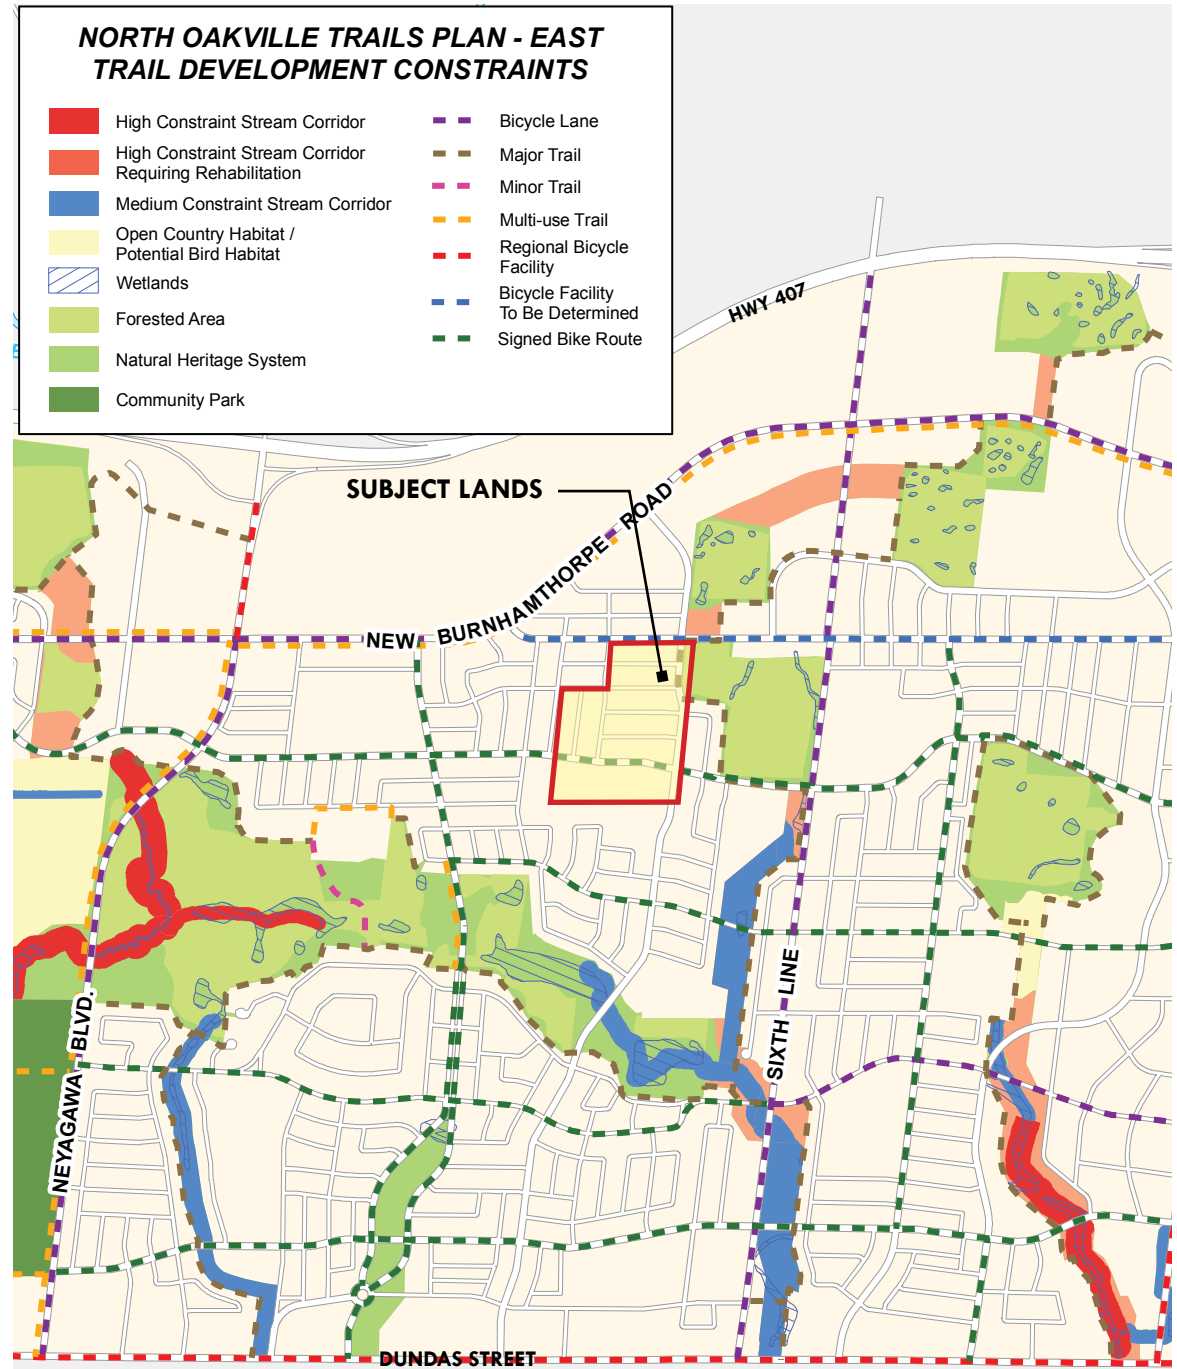 NORTH OAKVILLE TRAILS PLAN - EAST
TRAIL DEVELOPMENT CONSTRAINTS
High Constraint Stream Corridor
High Constraint Stream Corridor
Requiring Rehabilitation
Medium Constraint Stream Corridor
Open Country Habitat /
Potential Bird Habitat
Wetlands
Forested Area
Natural Heritage System
Community Park
Bicycle Lane
Major Trail
Minor Trail
Multi-use Trail
Regional Bicycle
Facility
Bicycle Facility
To Be Determined
Signed Bike Route
HWY 407
SUBJECT LANDS
NEW BURNHAMTHORPE ROAD
SIXTH LINE
NEYAGAWA BLVD.
DUNDAS STREET